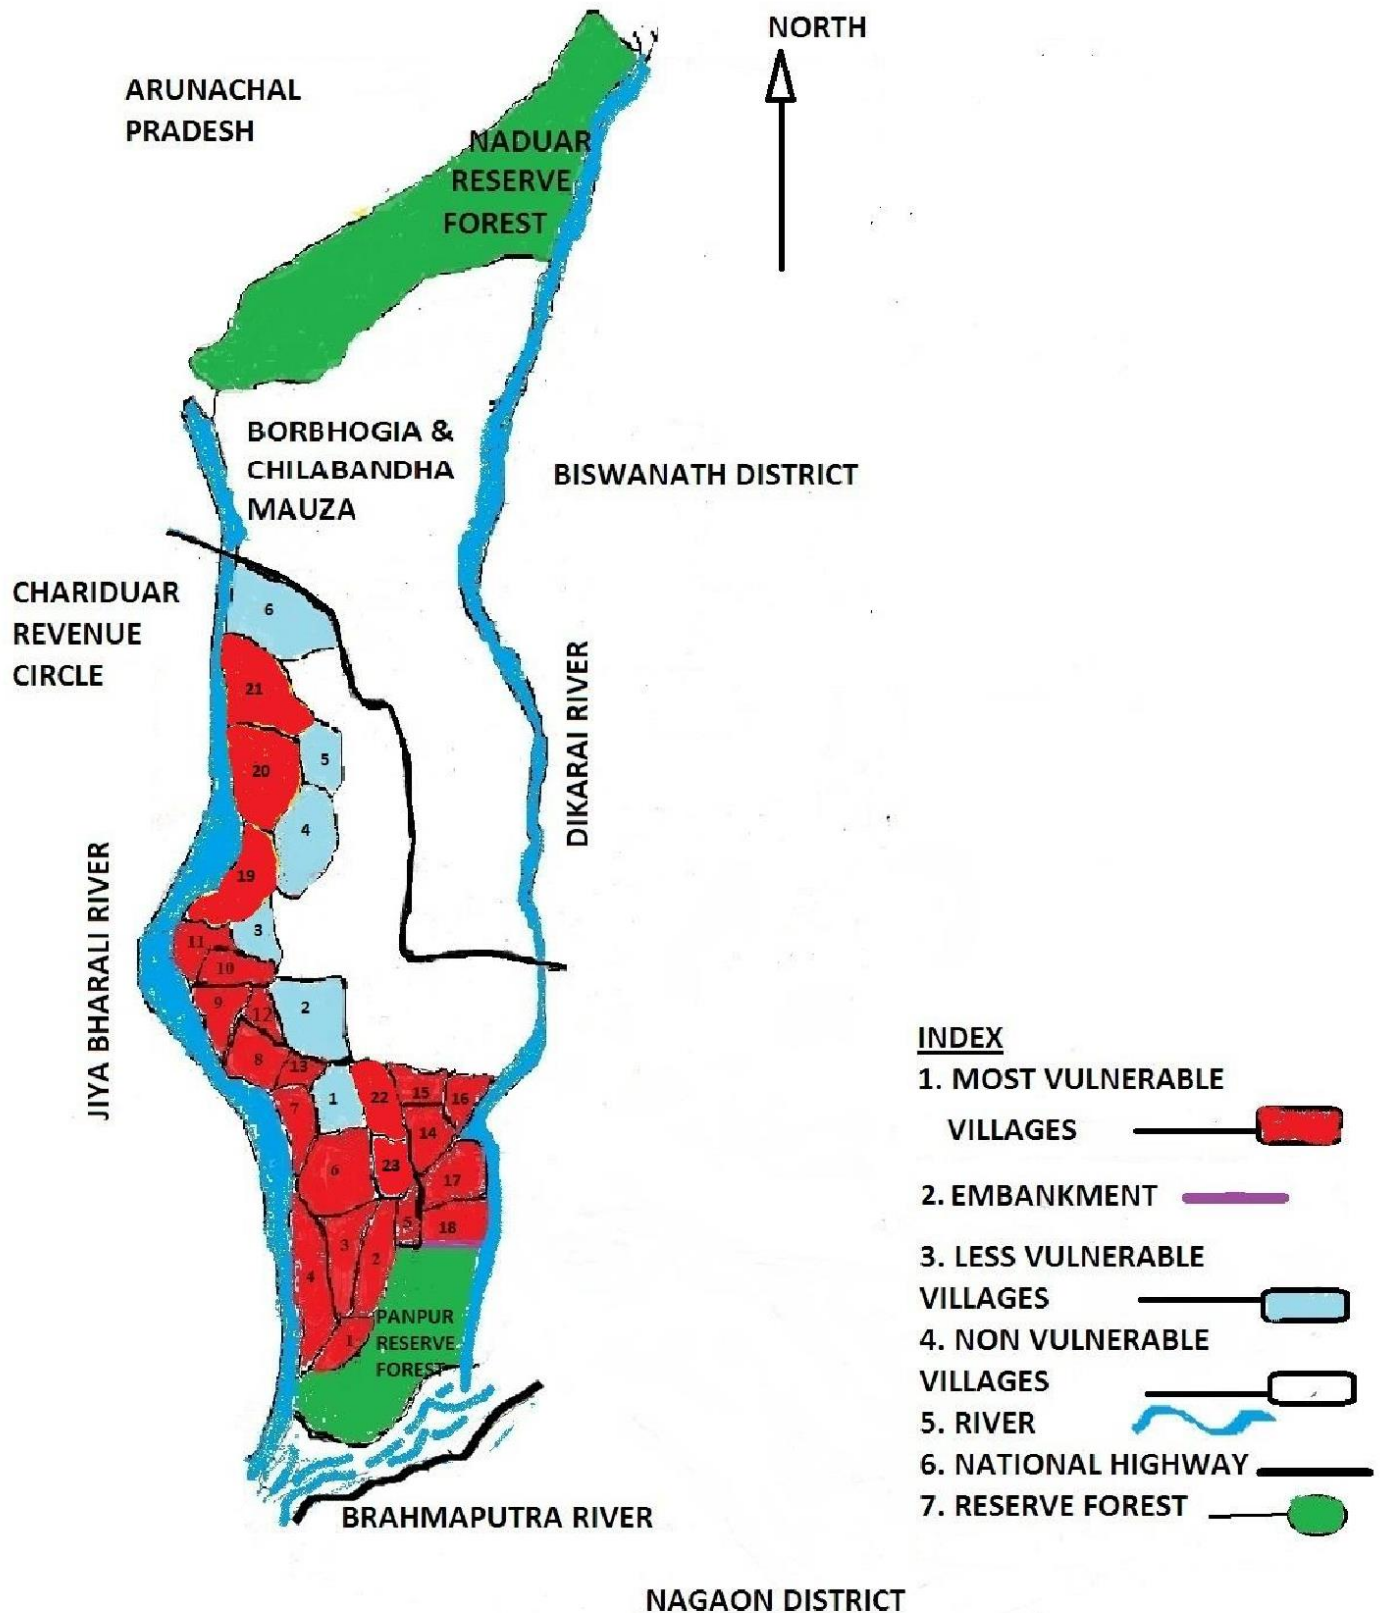 NORTH
ARUNACHAL
PRADESH
NADUAR
RESERVE
FOREST
BORBHOGIA &
CHILABANDHA
MAUZA
BISWANATH DISTRICT
CHARIDUAR
REVENUE
CIRCLE
6
21
5
20
4
DIKARAI RIVER
19
JIYA BHARALI RIVER
3
11
10
9
12
2
8
13
7
1
22
15
16
14
6
23
17
5
18
4
3
2
1
PANPUR
RESERVE
FOREST
BRAHMAPUTRA RIVER
NAGAON DISTRICT
INDEX
1. MOST VULNERABLE
VILLAGES
2. EMBANKMENT
3. LESS VULNERABLE
VILLAGES
4. NON VULNERABLE
VILLAGES
5. RIVER
6. NATIONAL HIGHWAY
7. RESERVE FOREST